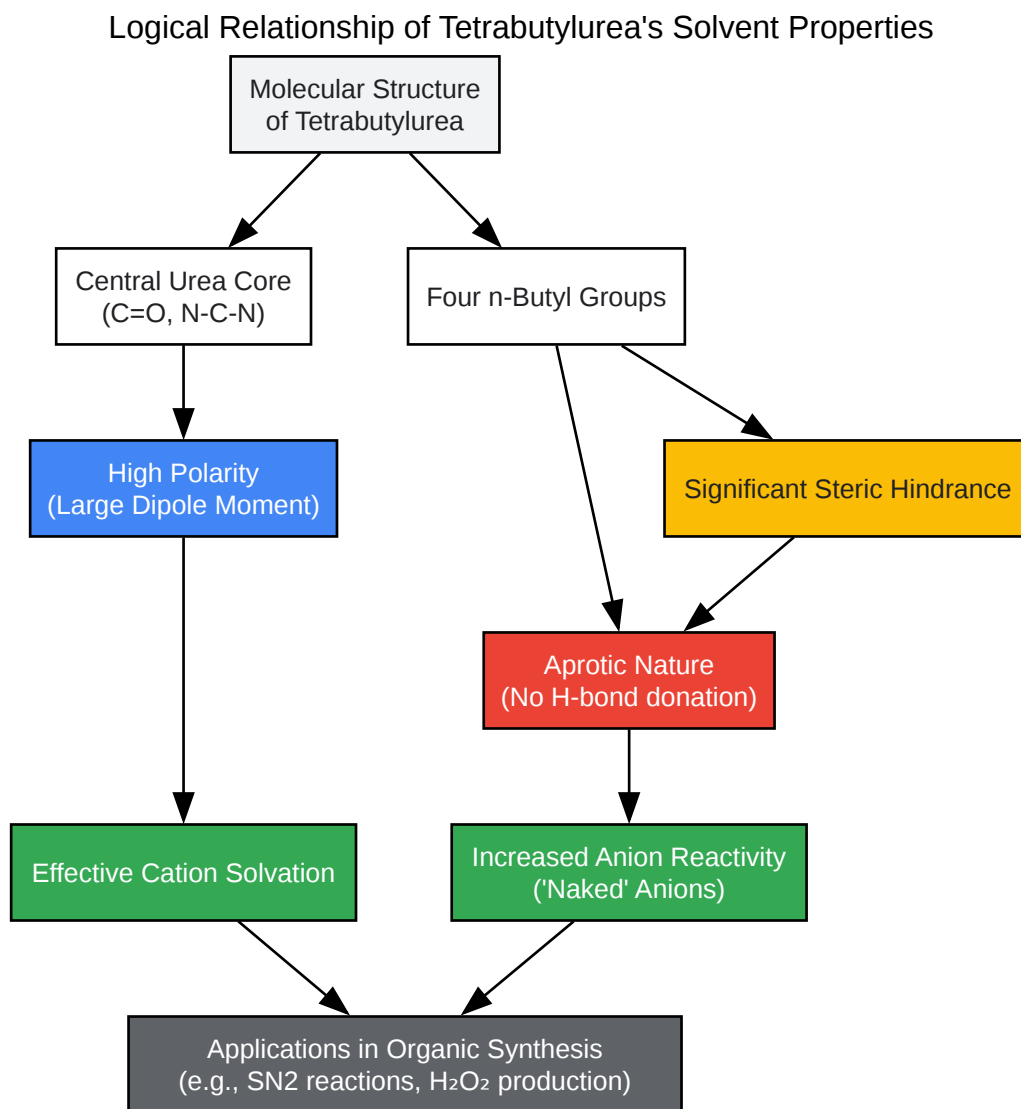 Logical Relationship of Tetrabutylurea's Solvent Properties
Molecular Structure
of Tetrabutylurea
Central Urea Core
(C=O, N-C-N)
Four n-Butyl Groups
High Polarity
(Large Dipole Moment)
Significant Steric Hindrance
Aprotic Nature
(No H-bond donation)
Effective Cation Solvation
Increased Anion Reactivity
('Naked' Anions)
Applications in Organic Synthesis
(e.g., SN2 reactions, H₂O₂ production)